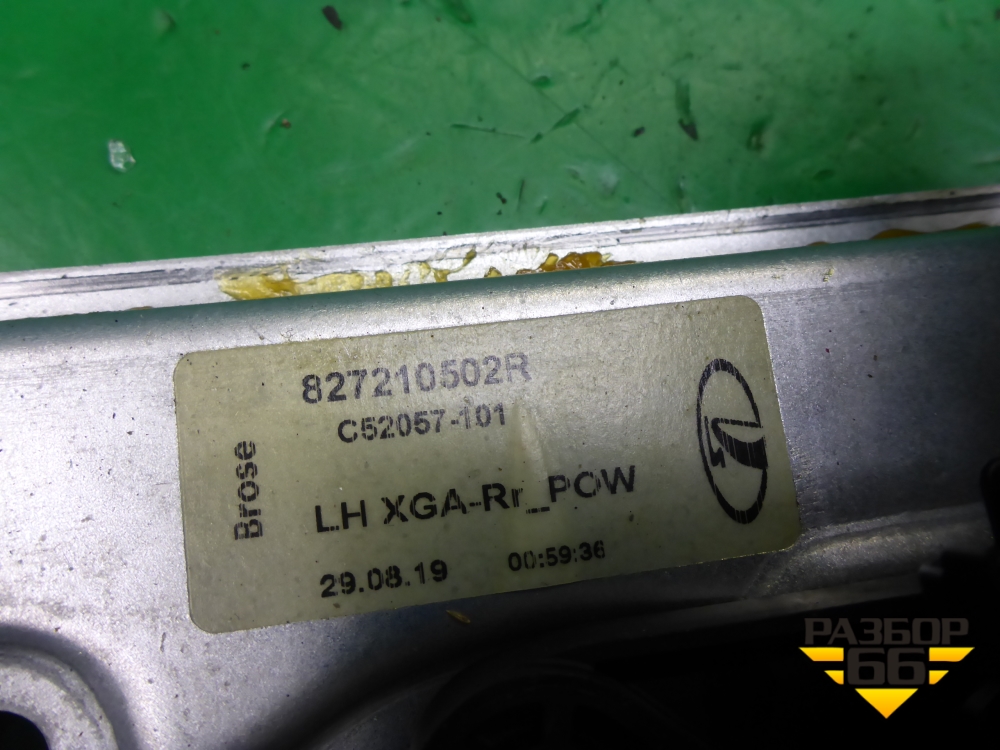 827210502R
C52057-101
Brose
LH XGA-Rr_POW
29.08.19 00:59:36
РАЗБОР
66